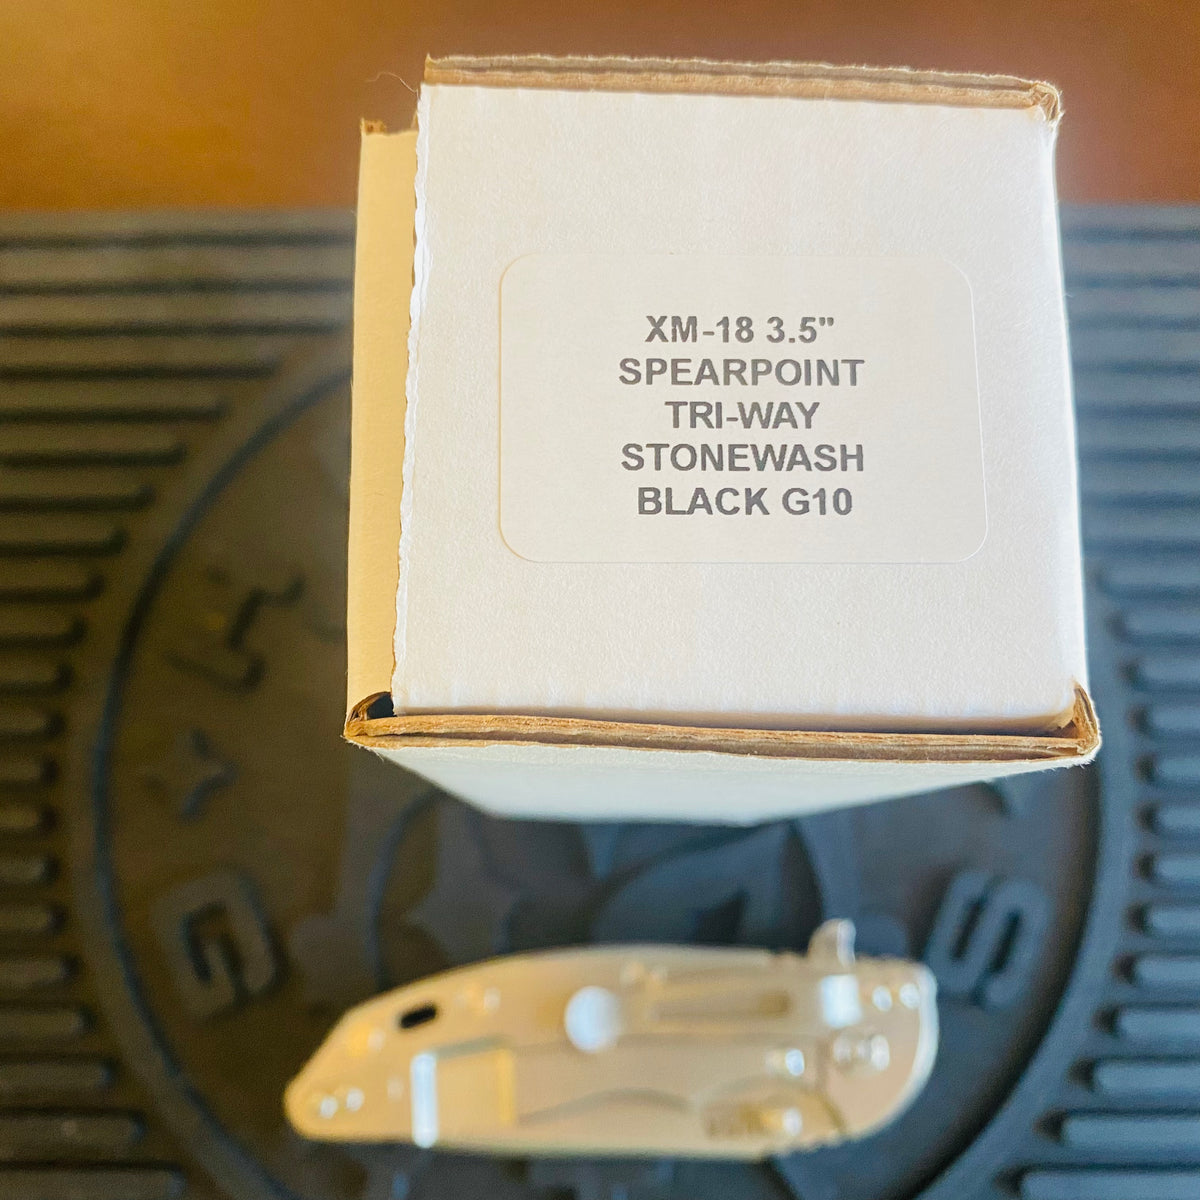 XM-18 3.5"
SPEARPOINT
TRI-WAY
STONEWASH
BLACK G10
G
S